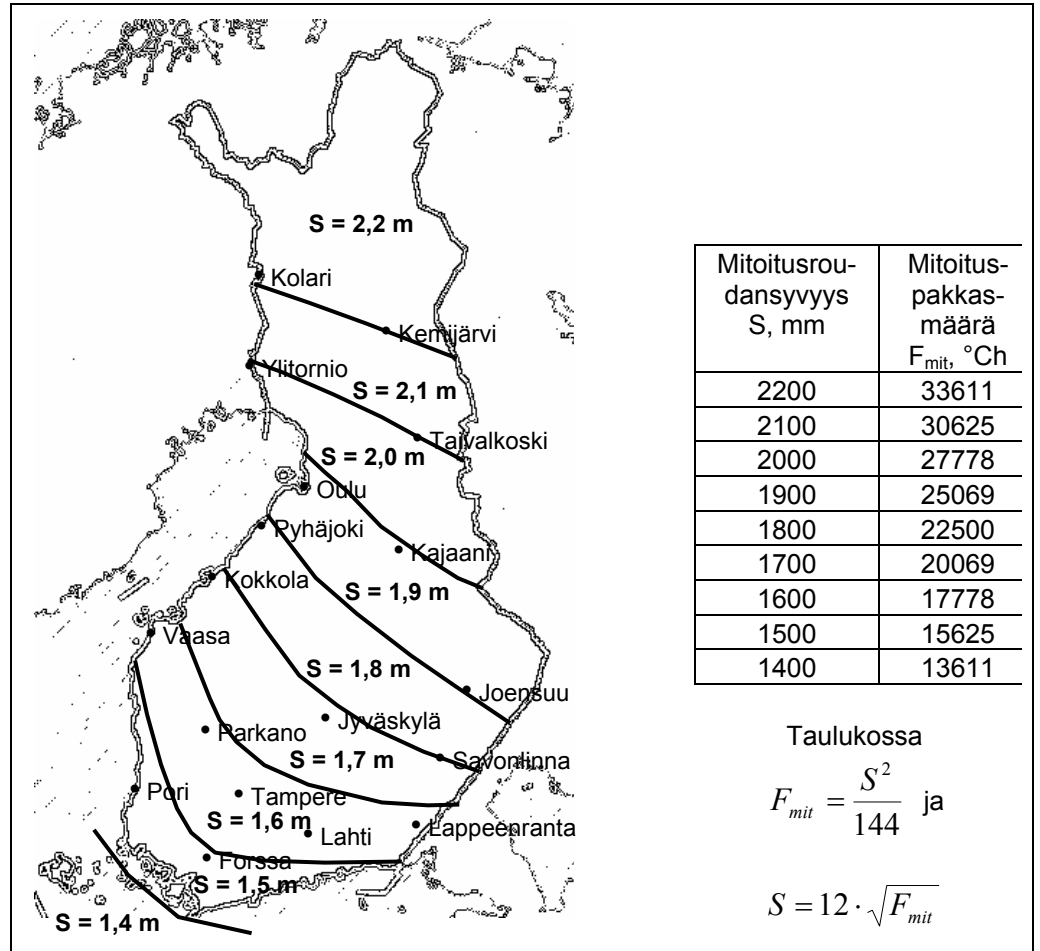 S = 2,2 m
Kolari
Kemijärvi
Ylitornio
S = 2,1 m
Taivalkoski
S = 2,0 m
Oulu
Pyhäjoki
Kajaani
Kokkola
S = 1,9 m
Vaasa
S = 1,8 m
Joensuu
Jyväskylä
Parkano
S = 1,7 m
Savonlinna
Pori
Tampere
S = 1,6 m
Lahti
Lappeenranta
Forssa
S = 1,5 m
S = 1,4 m
Mitoitusrou-
dansyvyys
S, mm
Mitoitus-
pakkas-
määrä
F_mit, °Ch
2200 33611
2100 30625
2000 27778
1900 25069
1800 22500
1700 20069
1600 17778
1500 15625
1400 13611
Taulukossa
F_mit = S² / 144 ja
S = 12 · √F_mit